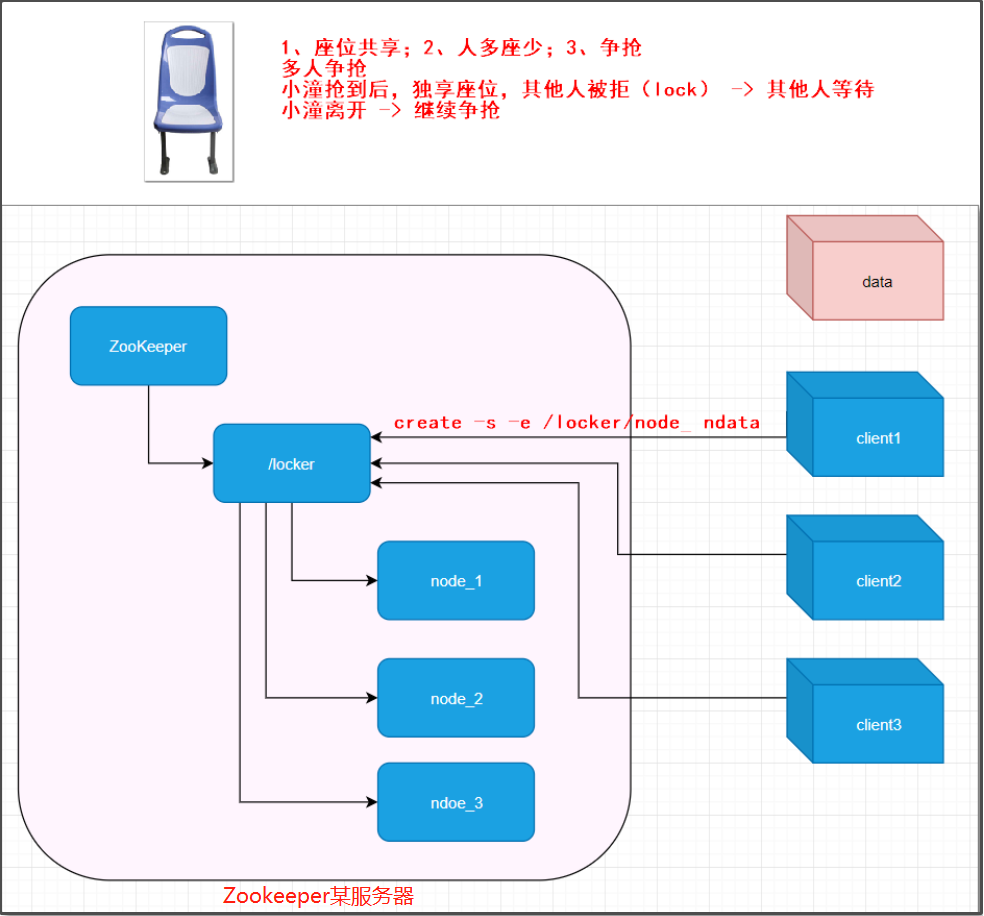 1、座位共享；2、人多座少；3、争抢
多人争抢
小潼抢到后，独享座位，其他人被拒（lock） -> 其他人等待
小潼离开 -> 继续争抢
data
ZooKeeper
create -s -e /locker/node_ ndata
client1
/locker
node_1
client2
node_2
client3
ndoe_3
Zookeeper某服务器